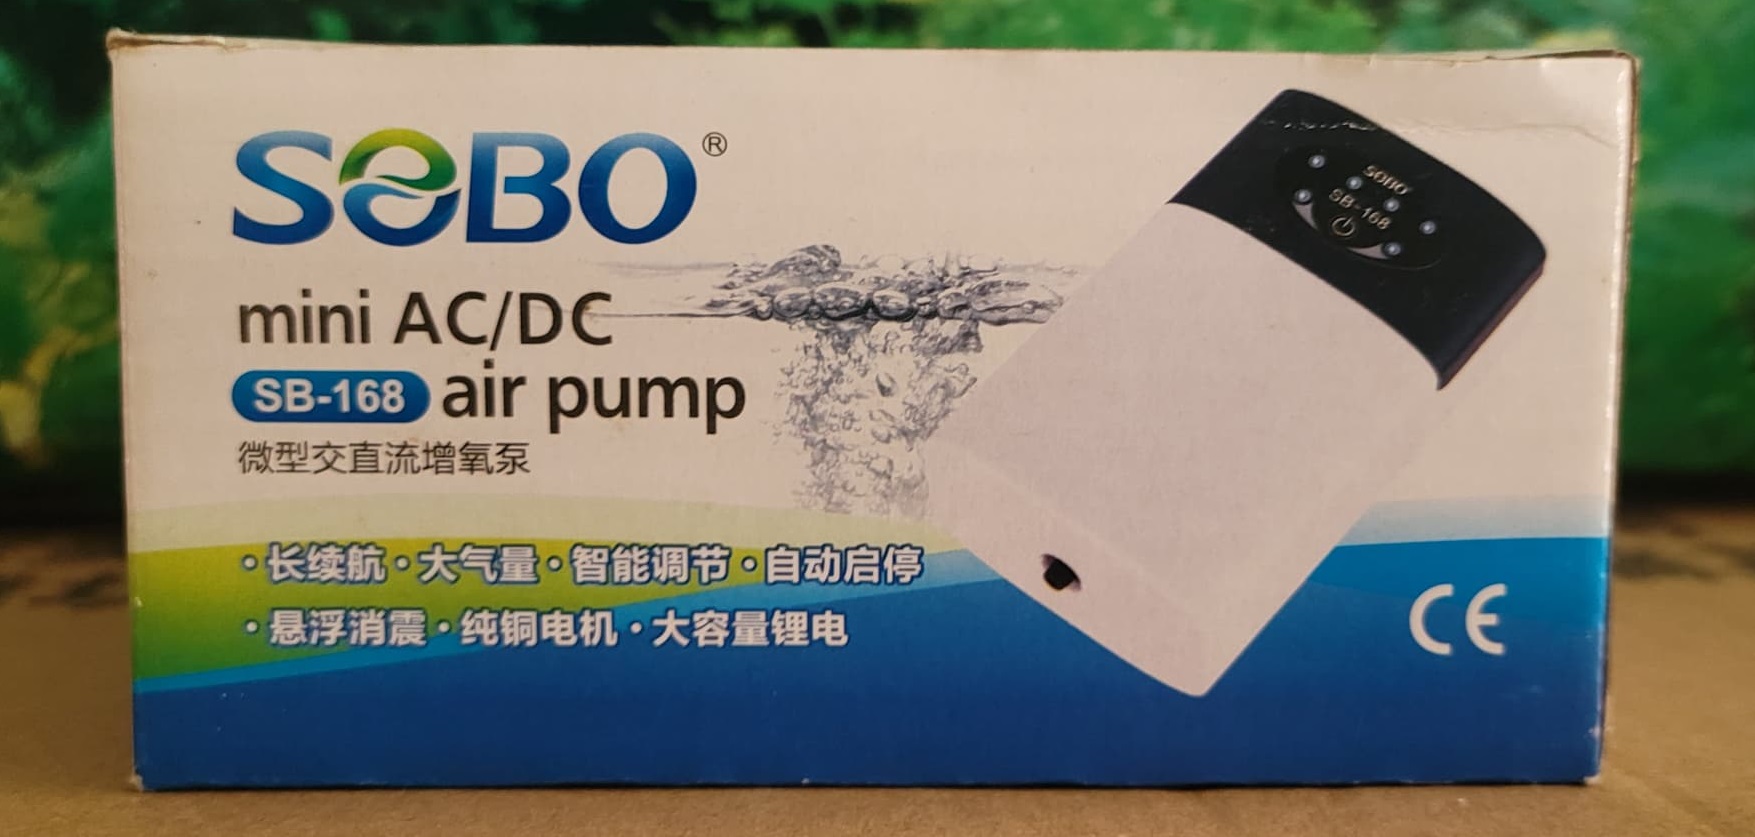 SOBO®
mini AC/DC
SB-168 air pump
微型交直流增氧泵
·长续航·大气量·智能调节·自动启停
·悬浮消震·纯铜电机·大容量锂电
SOBO
SB-168
CE